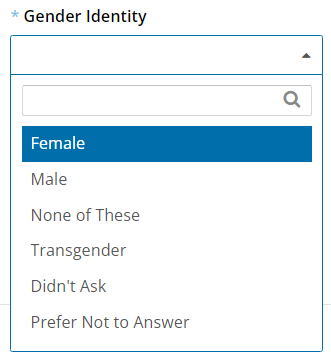 * Gender Identity
Female
Male
None of These
Transgender
Didn't Ask
Prefer Not to Answer